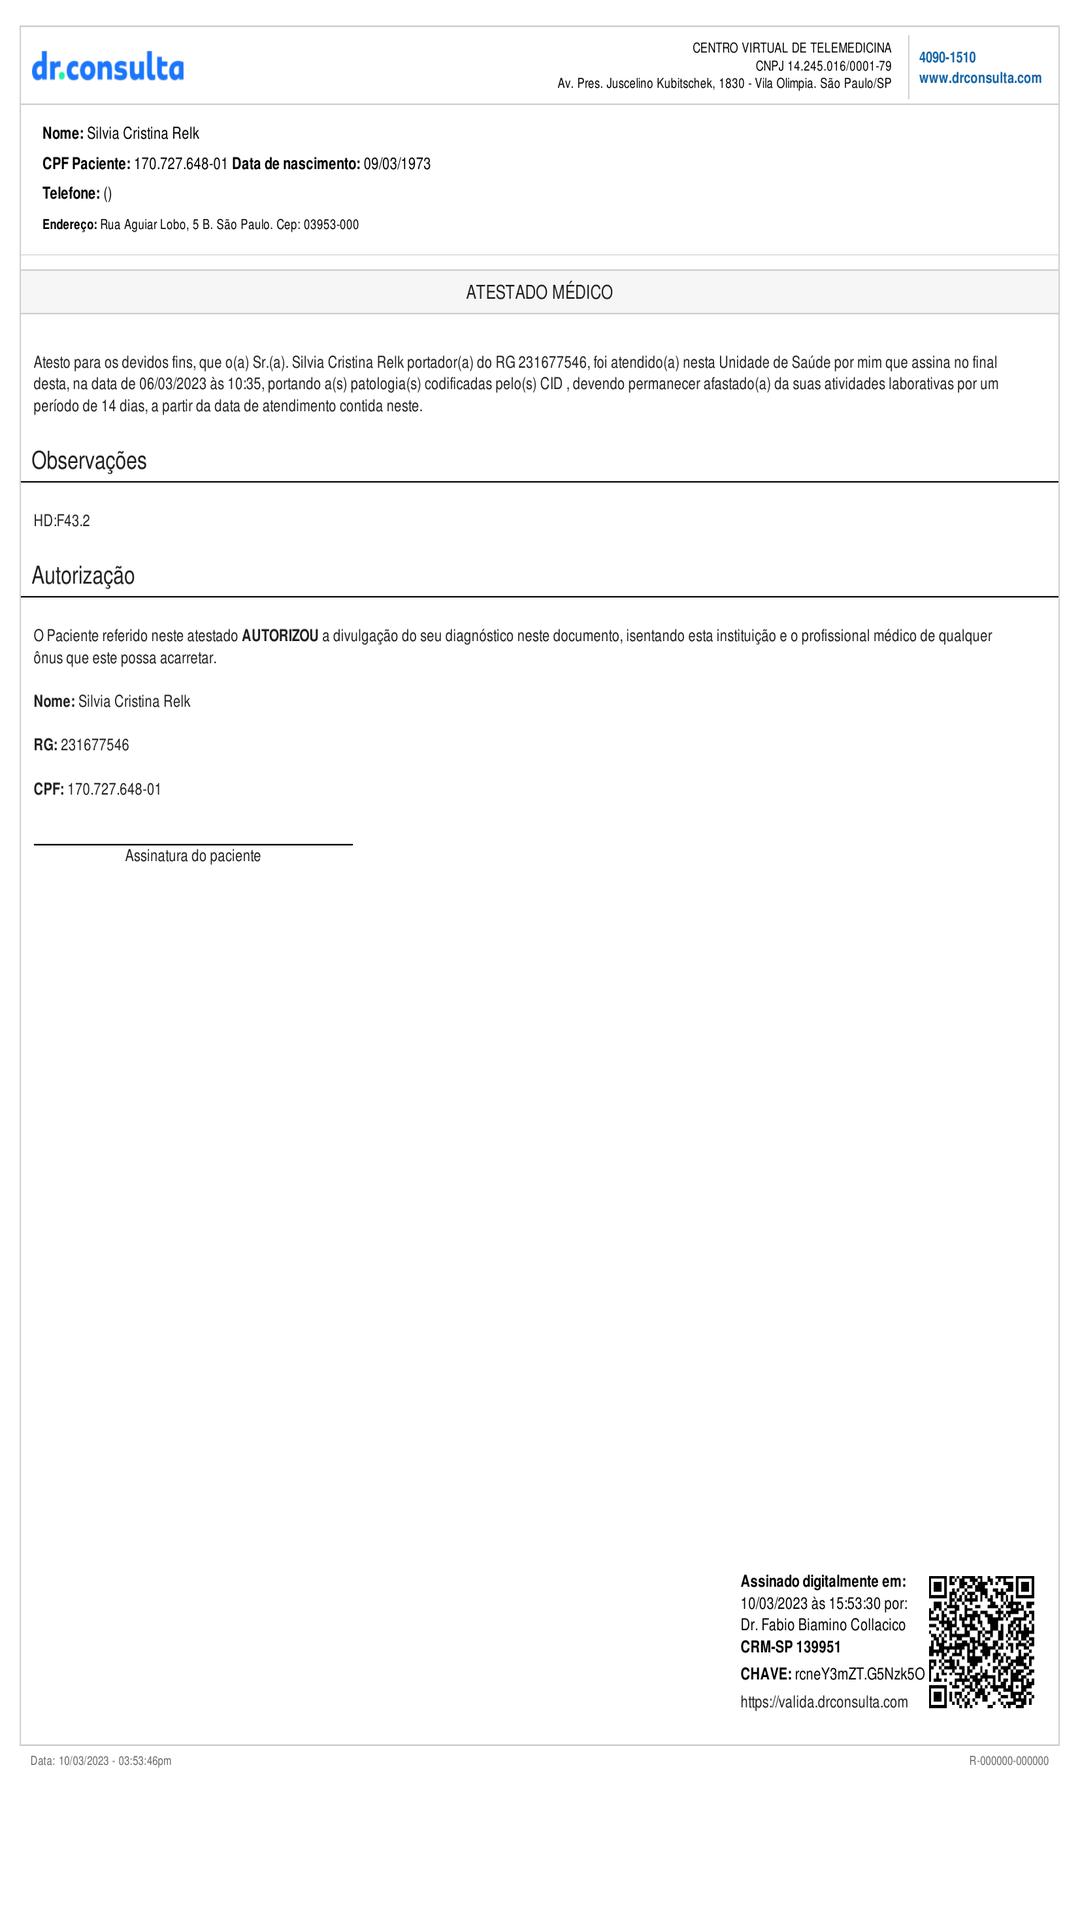 dr.consulta
CENTRO VIRTUAL DE TELEMEDICINA
CNPJ 14.245.016/0001-79
Av. Pres. Juscelino Kubitschek, 1830 - Vila Olimpia. São Paulo/SP
4090-1510
www.drconsulta.com
Nome: Silvia Cristina Relk
CPF Paciente: 170.727.648-01 Data de nascimento: 09/03/1973
Telefone: ()
Endereço: Rua Aguiar Lobo, 5 B. São Paulo. Cep: 03953-000
ATESTADO MÉDICO
Atesto para os devidos fins, que o(a) Sr.(a). Silvia Cristina Relk portador(a) do RG 231677546, foi atendido(a) nesta Unidade de Saúde por mim que assina no final
desta, na data de 06/03/2023 às 10:35, portando a(s) patologia(s) codificadas pelo(s) CID , devendo permanecer afastado(a) da suas atividades laborativas por um
período de 14 dias, a partir da data de atendimento contida neste.
Observações
HD:F43.2
Autorização
O Paciente referido neste atestado AUTORIZOU a divulgação do seu diagnóstico neste documento, isentando esta instituição e o profissional médico de qualquer
ônus que este possa acarretar.
Nome: Silvia Cristina Relk
RG: 231677546
CPF: 170.727.648-01
Assinatura do paciente
Assinado digitalmente em:
10/03/2023 às 15:53:30 por:
Dr. Fabio Biamino Collacico
CRM-SP 139951
CHAVE: rcneY3mZT.G5Nzk5O
https://valida.drconsulta.com
Data: 10/03/2023 - 03:53:46pm
R-000000-000000